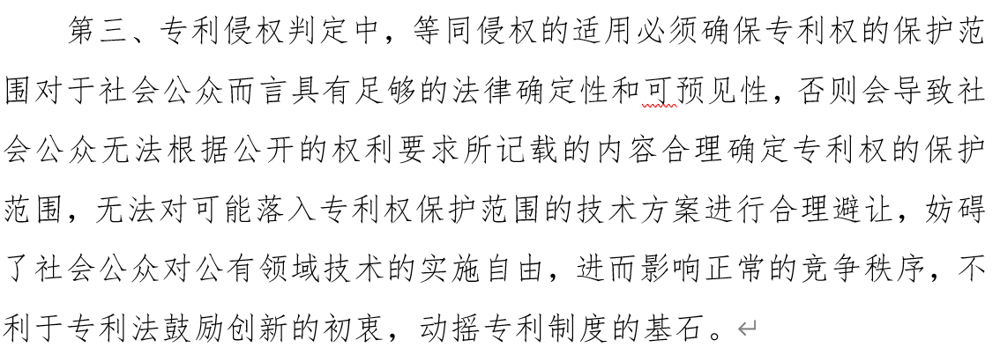 第三、专利侵权判定中，等同侵权的适用必须确保专利权的保护范
围对于社会公众而言具有足够的法律确定性和可预见性，否则会导致社
会公众无法根据公开的权利要求所记载的内容合理确定专利权的保护
范围，无法对可能落入专利权保护范围的技术方案进行合理避让，妨碍
了社会公众对公有领域技术的实施自由，进而影响正常的竞争秩序，不
利于专利法鼓励创新的初衷，动摇专利制度的基石。